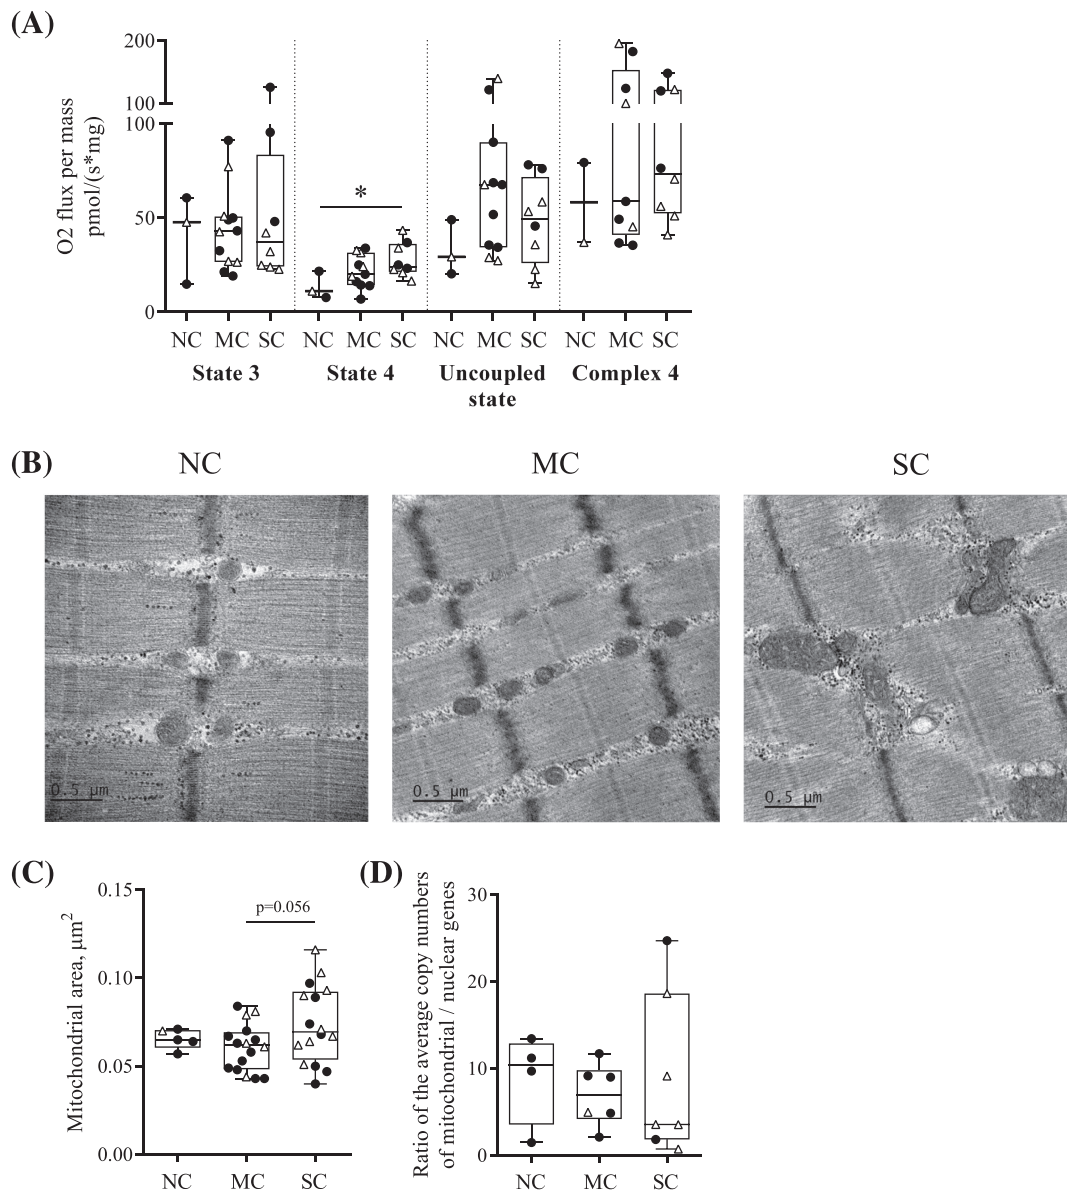 (A)
200
100
100
50
0
O2 flux per mass
pmol/(s*mg)
*
NC MC SC NC MC SC NC MC SC NC MC SC
State 3 State 4 Uncoupled Complex 4
state
(B) NC MC SC
0.5 μm 0.5 μm 0.5 μm
(C)
0.15
0.10
0.05
0.00
Mitochondrial area, μm²
p=0.056
NC MC SC
(D)
Ratio of the average copy numbers
of mitochondrial / nuclear genes
30
20
10
0
NC MC SC